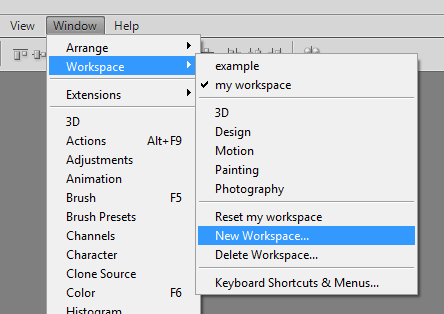 View Window Help
Arrange
Workspace
Extensions
3D
Actions Alt+F9
Adjustments
Animation
Brush F5
Brush Presets
Channels
Character
Clone Source
Color F6
Histogram
example
my workspace
3D
Design
Motion
Painting
Photography
Reset my workspace
New Workspace...
Delete Workspace...
Keyboard Shortcuts & Menus...